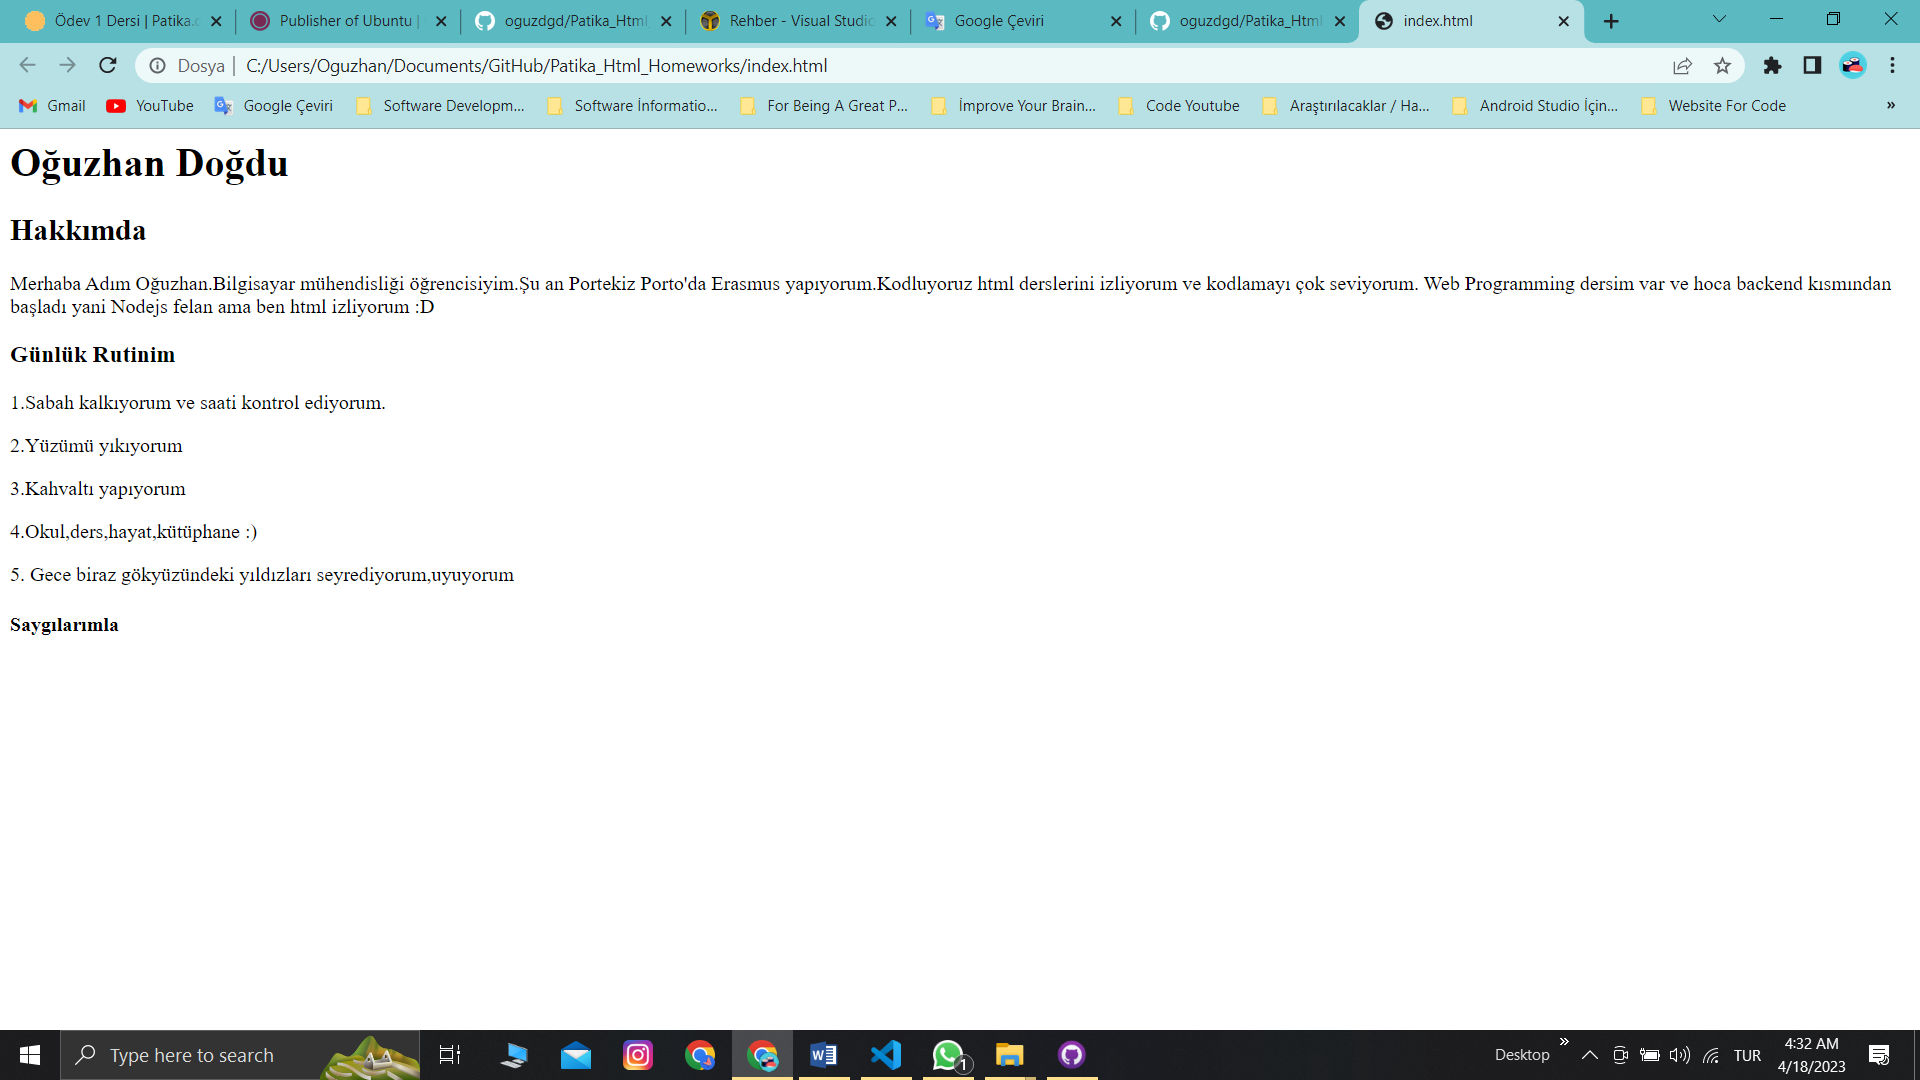 Ödev 1 Dersi | Patika.
Publisher of Ubuntu |
oguzdgd/Patika_Html
Rehber - Visual Studio
Google Çeviri
oguzdgd/Patika_Html
index.html
Dosya | C:/Users/Oguzhan/Documents/GitHub/Patika_Html_Homeworks/index.html
Gmail
YouTube
Google Çeviri
Software Developm...
Software İnformatio...
For Being A Great P...
İmprove Your Brain...
Code Youtube
Araştırılacaklar / Ha...
Android Studio İçin...
Website For Code
»
Oğuzhan Doğdu
Hakkımda
Merhaba Adım Oğuzhan.Bilgisayar mühendisliği öğrencisiyim.Şu an Portekiz Porto'da Erasmus yapıyorum.Kodluyoruz html derslerini izliyorum ve kodlamayı çok seviyorum. Web Programming dersim var ve hoca backend kısmından
başladı yani Nodejs felan ama ben html izliyorum :D
Günlük Rutinim
1.Sabah kalkıyorum ve saati kontrol ediyorum.
2.Yüzümü yıkıyorum
3.Kahvaltı yapıyorum
4.Okul,ders,hayat,kütüphane :)
5. Gece biraz gökyüzündeki yıldızları seyrediyorum,uyuyorum
Saygılarımla
Type here to search
1
Desktop
»
TUR
4:32 AM
4/18/2023